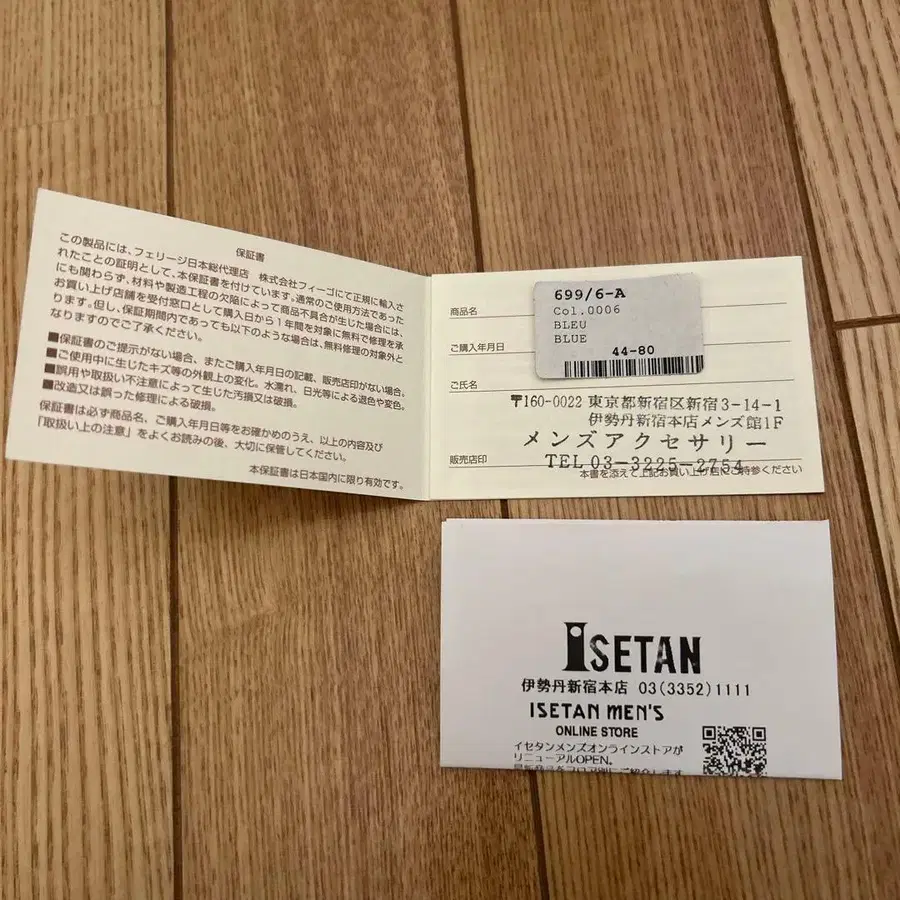 保証書
この製品には、フェリージ日本総代理店 株式会社フィーゴにて正規に輸入さ
れたことの証明として、本保証書を付けています。通常のご使用方法であった
にも関わらず、材料や製造工程の欠陥によって商品不具合が生じた場合には、
お買い上げ店舗を受付窓口として購入日から1年間を対象に無料で修理を承
ります。但し、保証期間内であっても以下のような場合は、無料修理の対象外と
なりますのでご了承ください。
■保証書のご提示がない場合、またご購入年月日の記載、販売店印がない場合。
■ご使用中に生じたキズ等の外観上の変化。水濡れ、日光等による退色や変色。
■誤用や取扱い不注意によって生じた汚損又は破損。
■改造又は誤った修理による破損。
保証書は必ず商品名、ご購入年月日等をお確かめのうえ、以上の内容及び
「取扱い上の注意」をよくお読みの後、大切に保管してください。
本保証書は日本国内に限り有効です。
商品名
699/6-A
Col.0006
BLEU
BLUE
44-80
ご購入年月日
ご氏名
〒160-0022 東京都新宿区新宿3-14-1
伊勢丹新宿本店メンズ館1F
メンズアクセサリー
販売店印
TEL 03-3225-2754
本書を添えて上記お買い上げ店にご持参ください
ISETAN
伊勢丹新宿本店 03(3352)1111
ISETAN MEN'S
ONLINE STORE
イセタンメンズオンラインストアが
リニューアルOPEN。